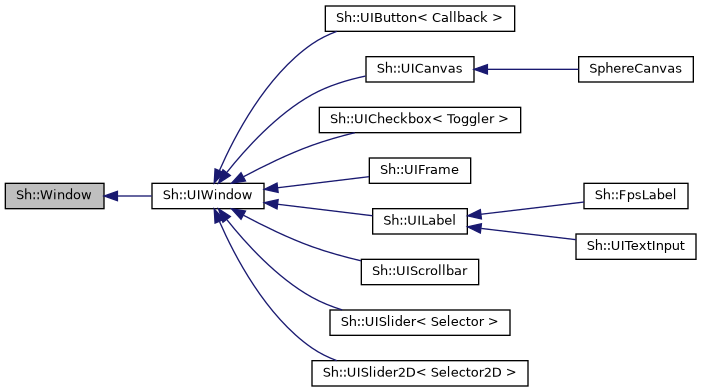 Sh::UIButton< Callback >
Sh::UICanvas
SphereCanvas
Sh::UICheckbox< Toggler >
Sh::UIFrame
Sh::Window
Sh::UIWindow
Sh::FpsLabel
Sh::UILabel
Sh::UITextInput
Sh::UIScrollbar
Sh::UISlider< Selector >
Sh::UISlider2D< Selector2D >